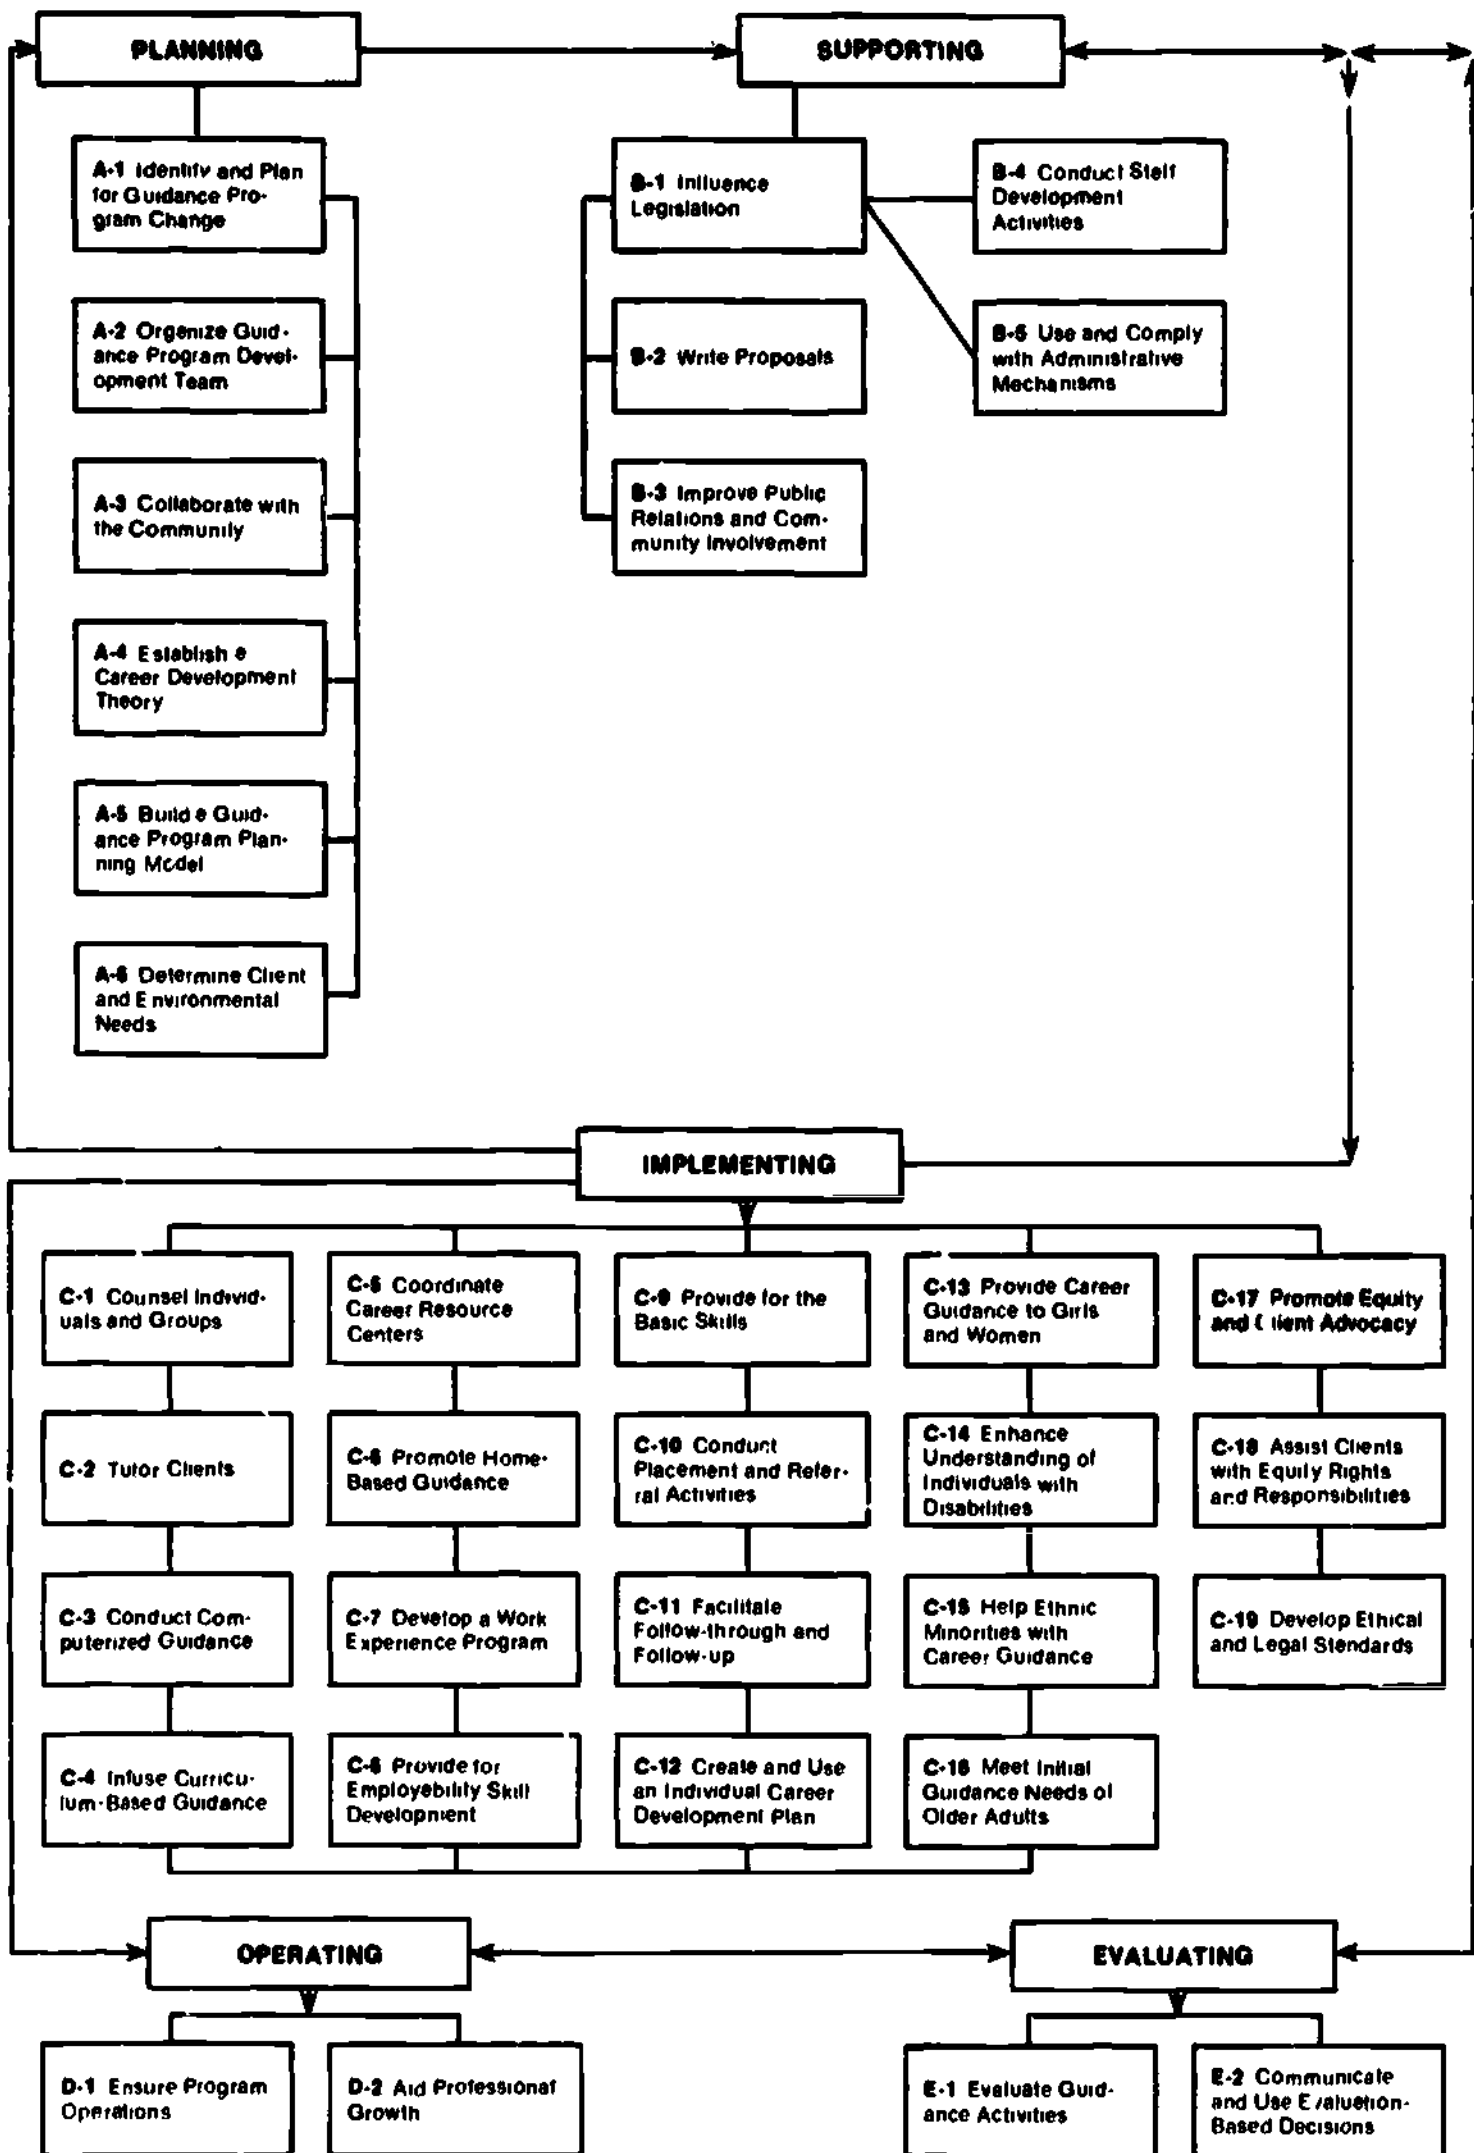 PLANNING
SUPPORTING
A-1 Identify and Plan
for Guidance Pro-
gram Change
A-2 Organize Guid-
ance Program Devel-
opment Team
A-3 Collaborate with
the Community
A-4 Establish a
Career Development
Theory
A-5 Build a Guid-
ance Program Plan-
ning Model
A-6 Determine Client
and Environmental
Needs
B-1 Influence
Legislation
B-2 Write Proposals
B-3 Improve Public
Relations and Com-
munity Involvement
B-4 Conduct Staff
Development
Activities
B-5 Use and Comply
with Administrative
Mechanisms
IMPLEMENTING
C-1 Counsel Individ-
uals and Groups
C-2 Tutor Clients
C-3 Conduct Com-
puterized Guidance
C-4 Infuse Curricu-
lum-Based Guidance
C-5 Coordinate
Career Resource
Centers
C-6 Promote Home-
Based Guidance
C-7 Develop a Work
Experience Program
C-8 Provide for
Employability Skill
Development
C-9 Provide for the
Basic Skills
C-10 Conduct
Placement and Refer-
ral Activities
C-11 Facilitate
Follow-through and
Follow-up
C-12 Create and Use
an Individual Career
Development Plan
C-13 Provide Career
Guidance to Girls
and Women
C-14 Enhance
Understanding of
Individuals with
Disabilities
C-15 Help Ethnic
Minorities with
Career Guidance
C-16 Meet Initial
Guidance Needs of
Older Adults
C-17 Promote Equity
and Client Advocacy
C-18 Assist Clients
with Equity Rights
and Responsibilities
C-19 Develop Ethical
and Legal Standards
OPERATING
EVALUATING
D-1 Ensure Program
Operations
D-2 Aid Professional
Growth
E-1 Evaluate Guid-
ance Activities
E-2 Communicate
and Use Evaluation-
Based Decisions